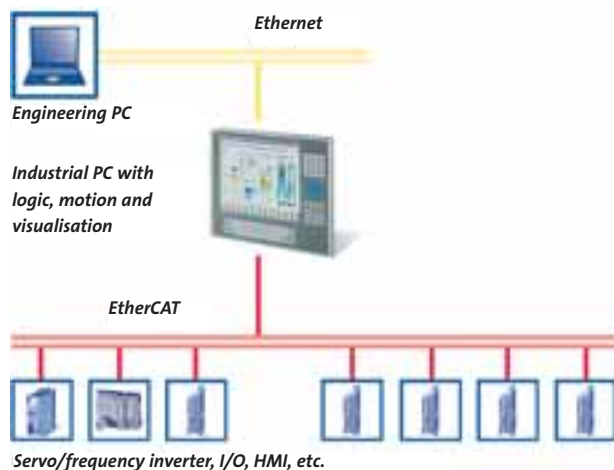 Ethernet
Engineering PC
Industrial PC with
logic, motion and
visualisation
EtherCAT
Servo/frequency inverter, I/O, HMI, etc.